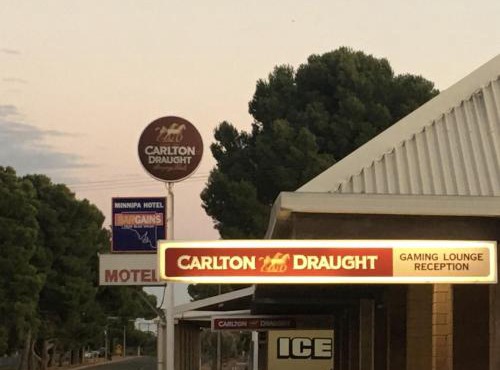 CARLTON
DRAUGHT
MINNIPA HOTEL
BARGAINS
MOTEL
CARLTON DRAUGHT
GAMING LOUNGE
RECEPTION
CARLTON DRAUGHT
ICE